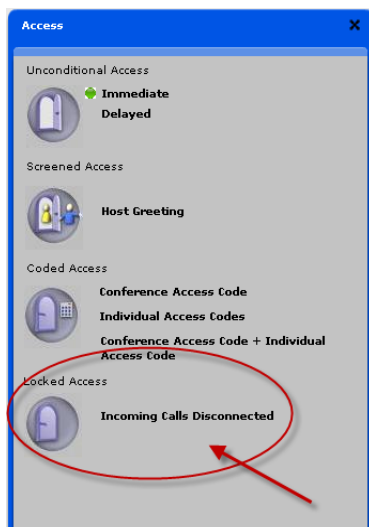 Access
Unconditional Access
Immediate
Delayed
Screened Access
Host Greeting
Coded Access
Conference Access Code
Individual Access Codes
Conference Access Code + Individual
Access Code
Locked Access
Incoming Calls Disconnected